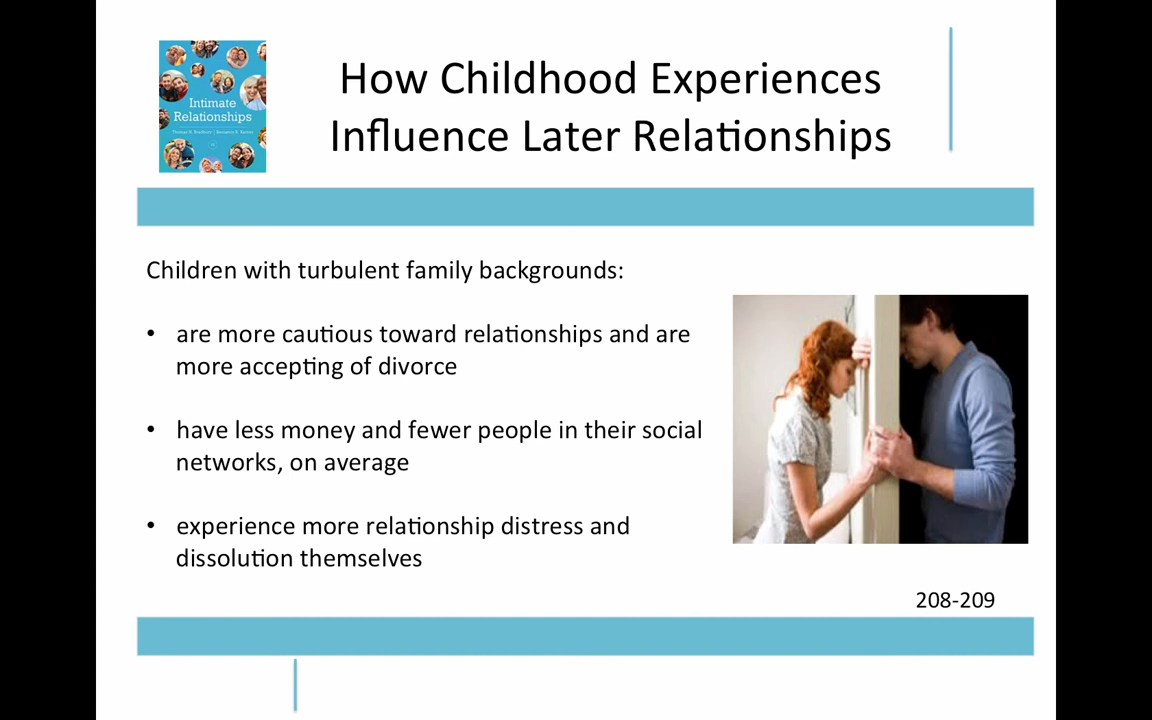 Intimate
Relationships
How Childhood Experiences
Influence Later Relationships
Children with turbulent family backgrounds:
• are more cautious toward relationships and are
more accepting of divorce
• have less money and fewer people in their social
networks, on average
• experience more relationship distress and
dissolution themselves
208-209